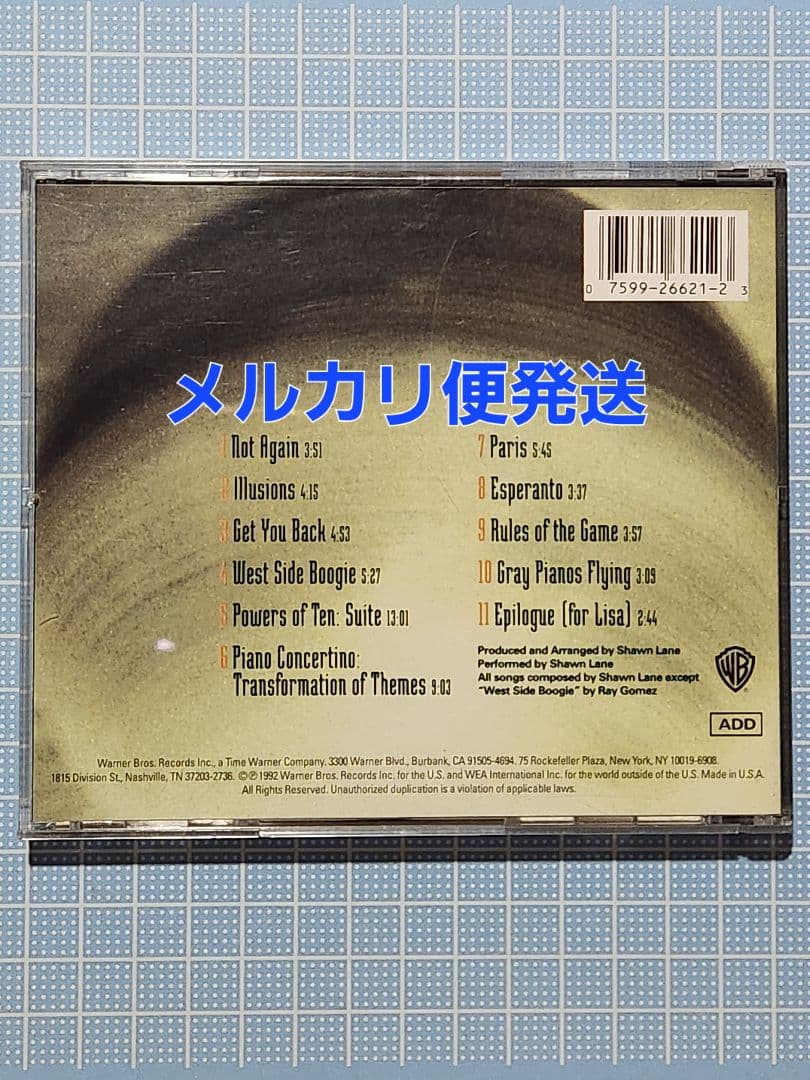 0 7599-26621-2 3
メルカリ便発送
1 Not Again 3:51
2 Illusions 4:15
3 Get You Back 4:53
4 West Side Boogie 5:27
5 Powers of Ten: Suite 13:01
6 Piano Concertino:
Transformation of Themes 9:03
7 Paris 5:45
8 Esperanto 3:37
9 Rules of the Game 3:57
10 Gray Pianos Flying 3:09
11 Epilogue (for Lisa) 2:44
Produced and Arranged by Shawn Lane
Performed by Shawn Lane
All songs composed by Shawn Lane except
"West Side Boogie" by Ray Gomez
WB
ADD
Warner Bros. Records Inc., a Time Warner Company. 3300 Warner Blvd., Burbank, CA 91505-4694. 75 Rockefeller Plaza, New York, NY 10019-6908.
1815 Division St., Nashville, TN 37203-2736. ©℗1992 Warner Bros. Records Inc. for the U.S. and WEA International Inc. for the world outside of the U.S. Made in U.S.A.
All Rights Reserved. Unauthorized duplication is a violation of applicable laws.